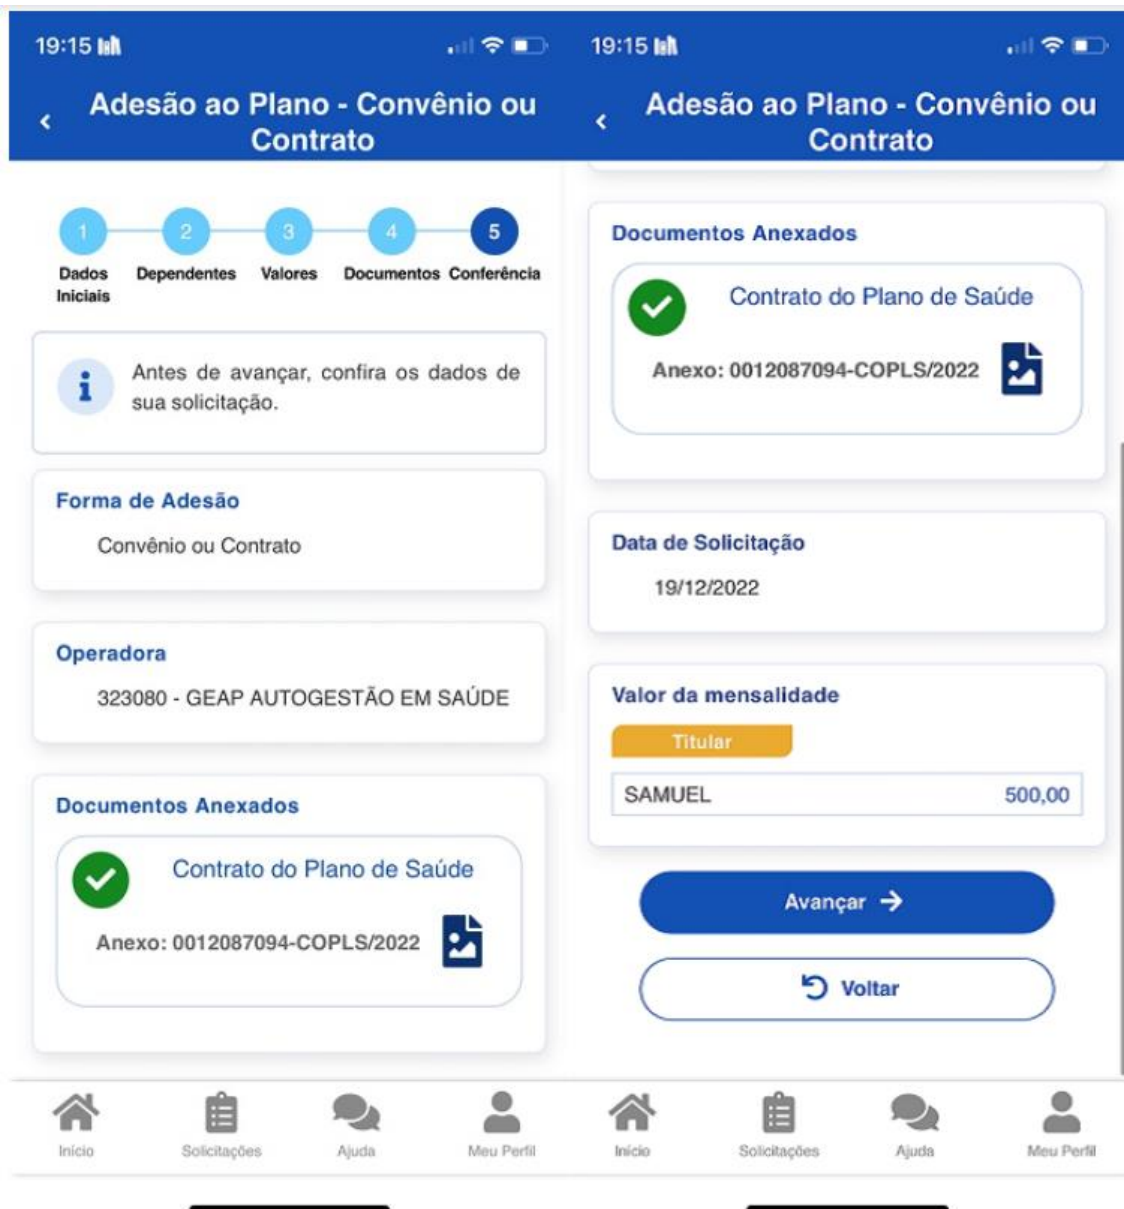 19:15
Adesão ao Plano - Convênio ou
Contrato
1
2
3
4
5
Dados
Iniciais
Dependentes
Valores
Documentos
Conferência
Antes de avançar, confira os dados de
sua solicitação.
Forma de Adesão
Convênio ou Contrato
Operadora
323080 - GEAP AUTOGESTÃO EM SAÚDE
Documentos Anexados
Contrato do Plano de Saúde
Anexo: 0012087094-COPLS/2022
Início
Solicitações
Ajuda
Meu Perfil
19:15
Adesão ao Plano - Convênio ou
Contrato
Documentos Anexados
Contrato do Plano de Saúde
Anexo: 0012087094-COPLS/2022
Data de Solicitação
19/12/2022
Valor da mensalidade
Titular
SAMUEL 500,00
Avançar
Voltar
Início
Solicitações
Ajuda
Meu Perfil